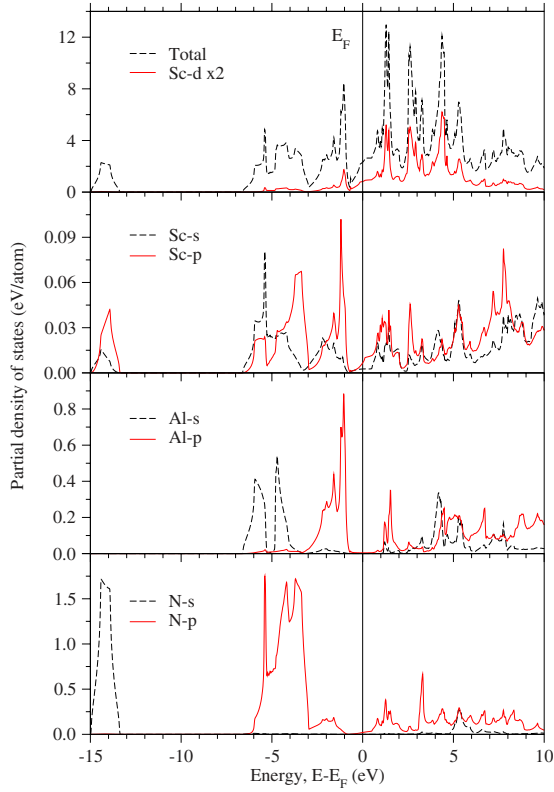 12
8
4
0
E_F
Total
Sc-d x2
0.09
0.06
0.03
0.00
Sc-s
Sc-p
0.8
0.6
0.4
0.2
0.0
Al-s
Al-p
1.5
1.0
0.5
0.0
N-s
N-p
-15 -10 -5 0 5 10
Energy, E-E_F (eV)
Partial density of states (eV/atom)